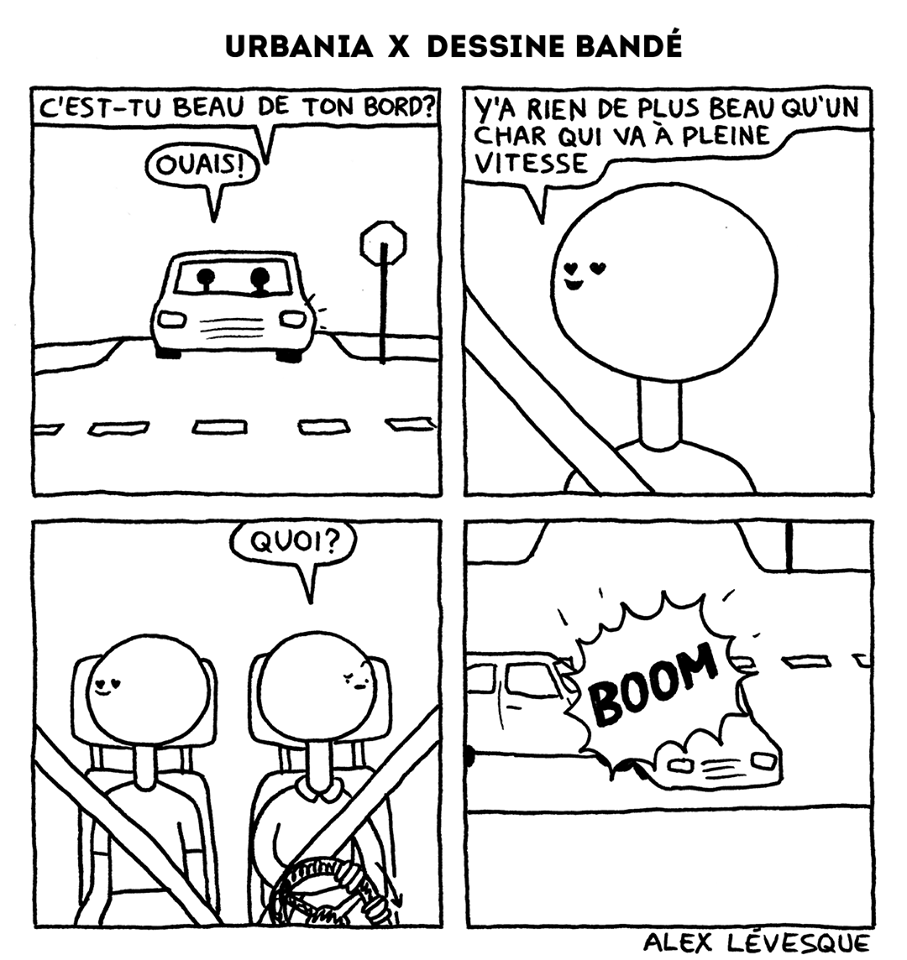 URBANIA X DESSINE BANDÉ
C'EST-TU BEAU DE TON BORD?
OUAIS!
Y'A RIEN DE PLUS BEAU QU'UN
CHAR QUI VA À PLEINE
VITESSE
QUOI?
BOOM
ALEX LÉVESQUE